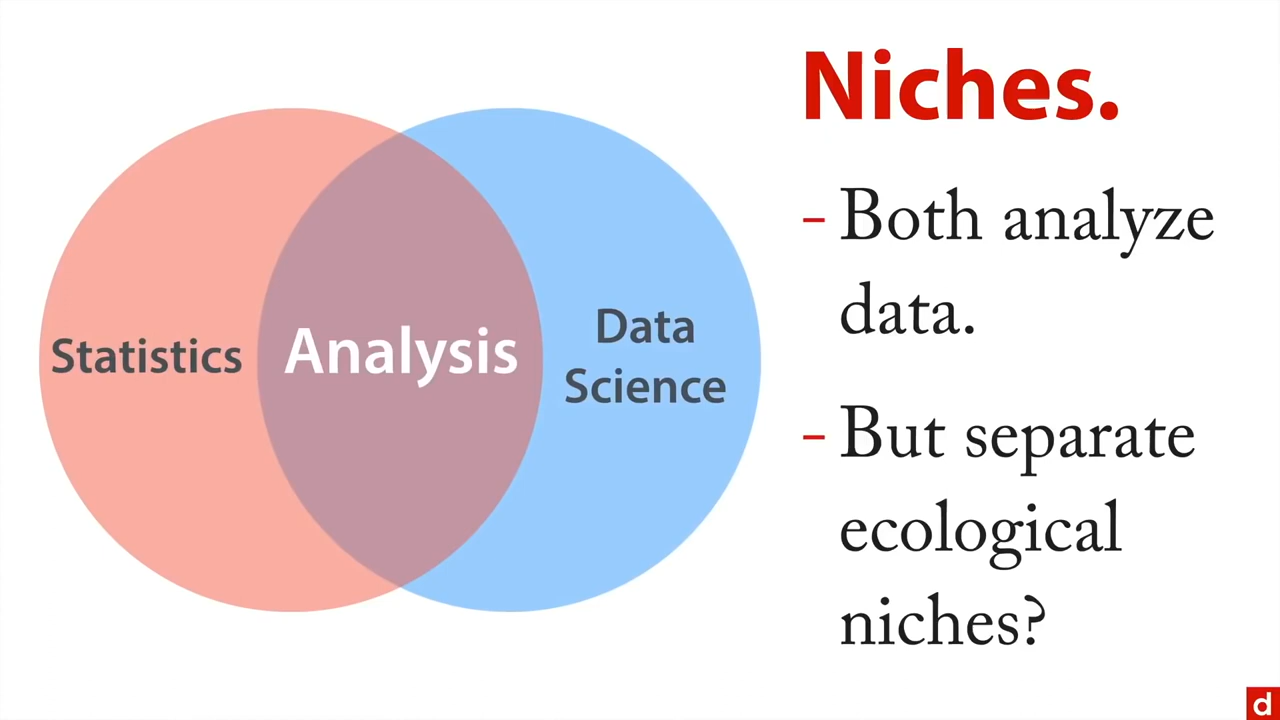 Niches.
Statistics
Analysis
Data
Science
- Both analyze
data.
- But separate
ecological
niches?
d